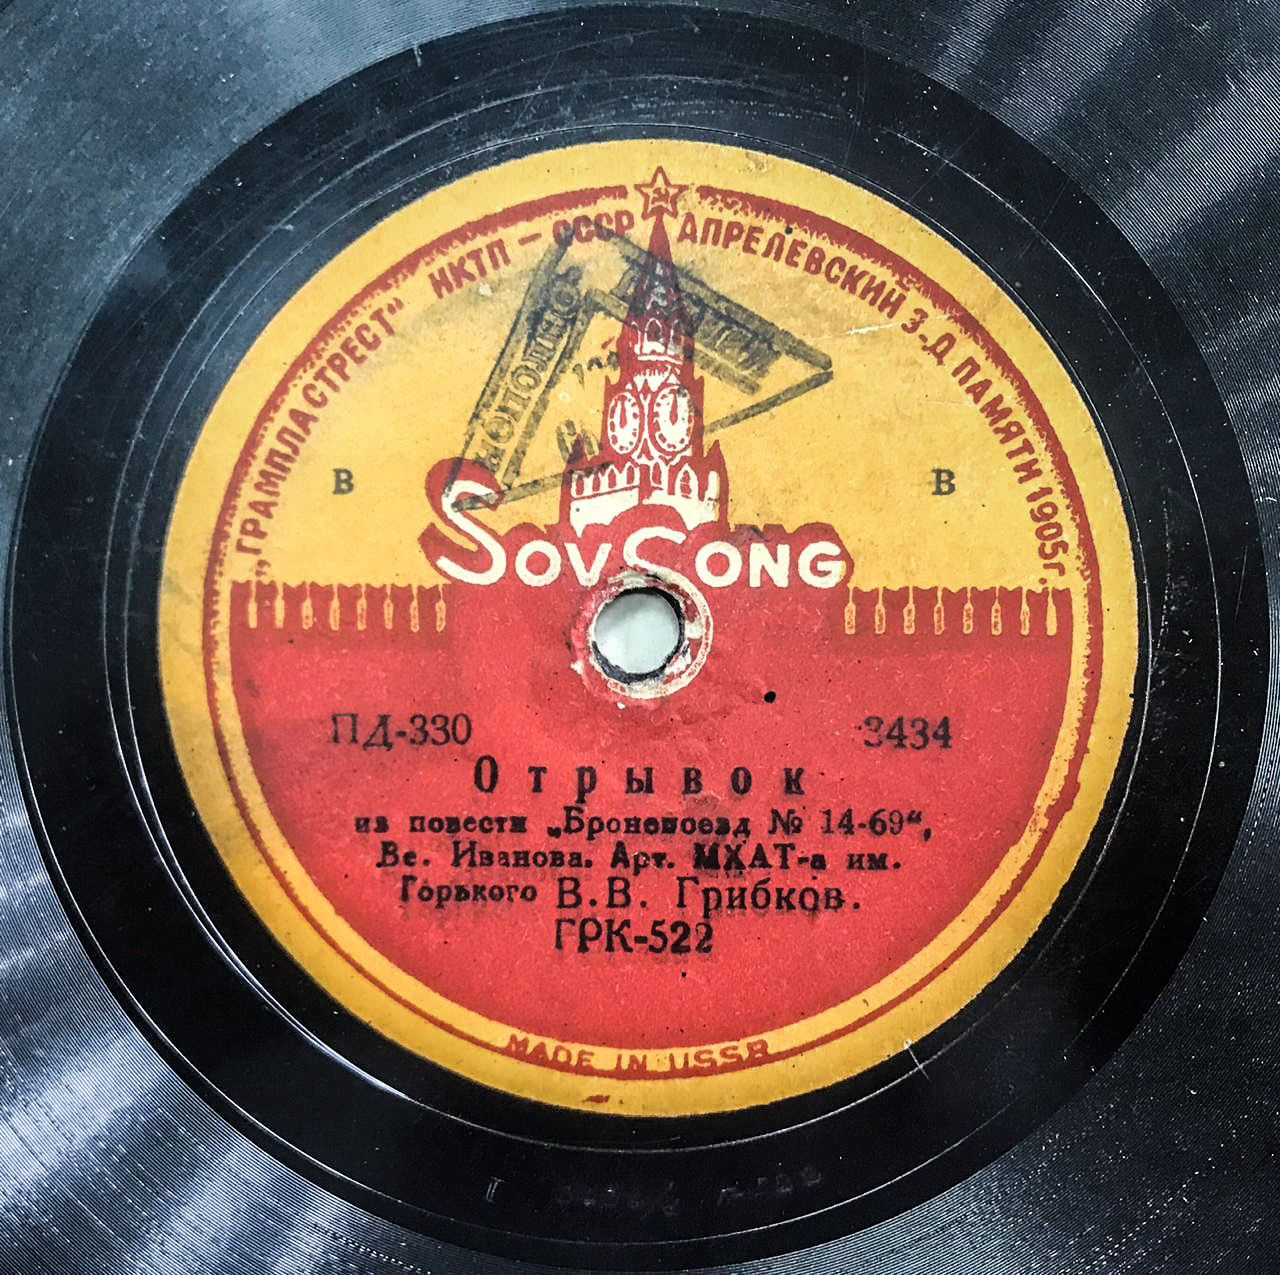 „ГРАМПЛАСТРЕСТ“ НКТП – СССР АПРЕЛЕВСКИЙ З-Д ПАМЯТИ 1905 г.
В В
SOVSONG
ПД-330 3434
Отрывок
из повести „Бронепоезд № 14-69“,
Вс. Иванова. Арт. МХАТ-а им.
Горького В.В. Грибков.
ГРК-522
MADE IN USSR